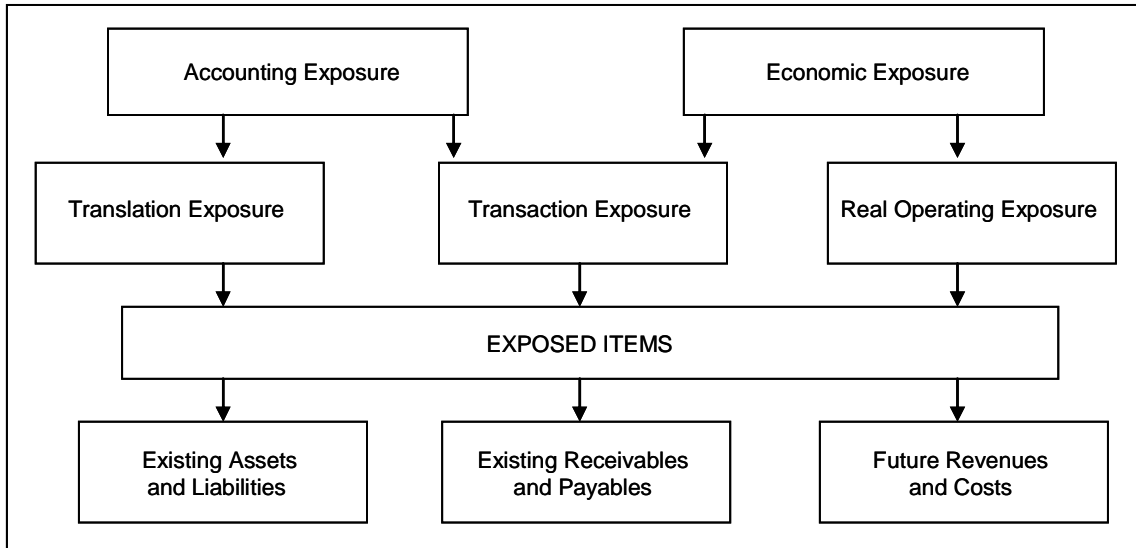 Accounting Exposure
Economic Exposure
Translation Exposure
Transaction Exposure
Real Operating Exposure
EXPOSED ITEMS
Existing Assets
and Liabilities
Existing Receivables
and Payables
Future Revenues
and Costs